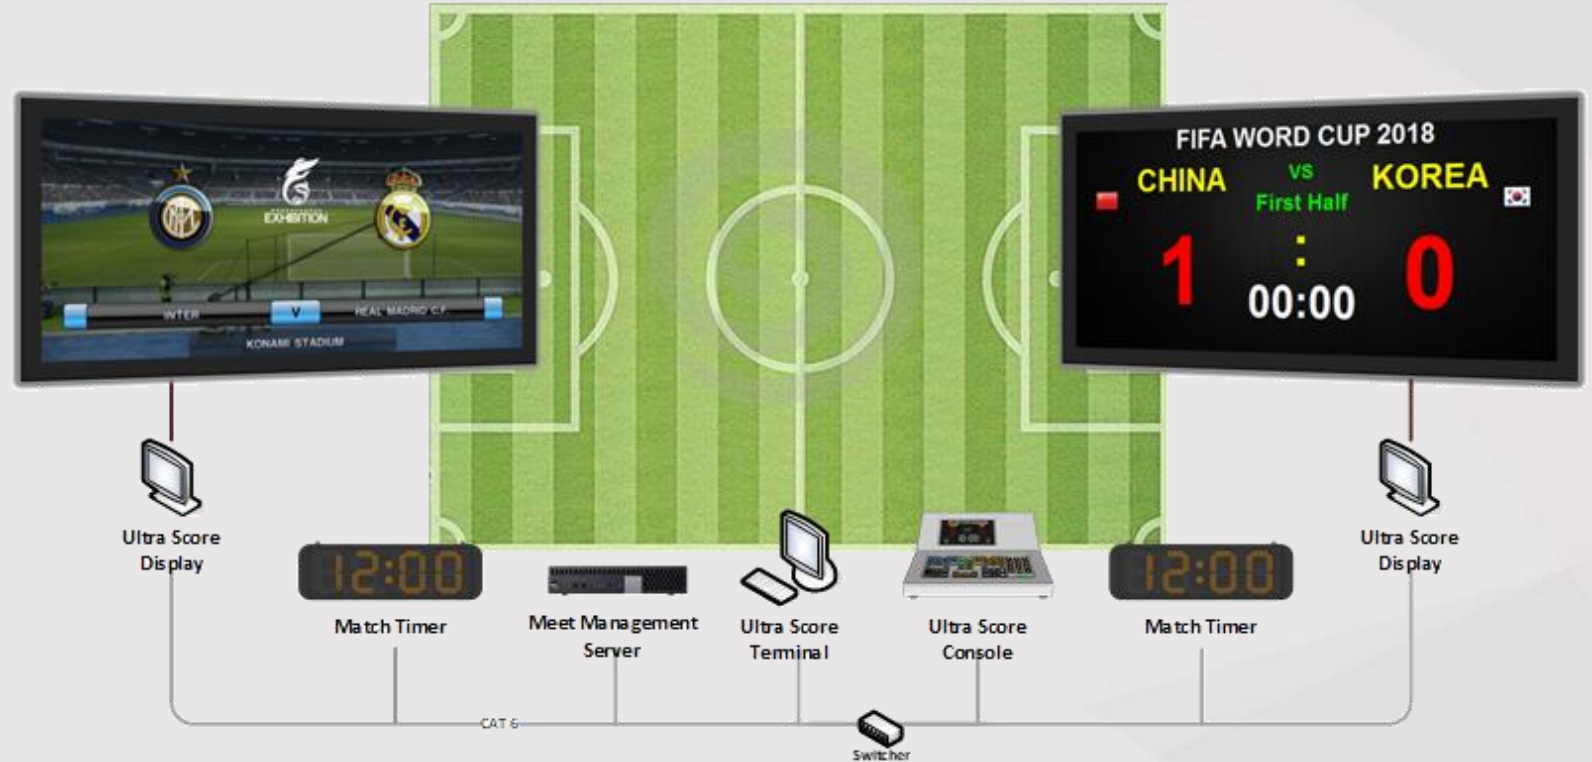 EXHIBITION
INTER
V
REAL MADRID C.F.
KONAMI STADIUM
FIFA WORD CUP 2018
CHINA
VS
KOREA
First Half
1
:
0
00:00
Ultra Score
Display
12:00
Match Timer
Meet Management
Server
Ultra Score
Terminal
Ultra Score
Console
12:00
Match Timer
Ultra Score
Display
CAT 6
Switcher